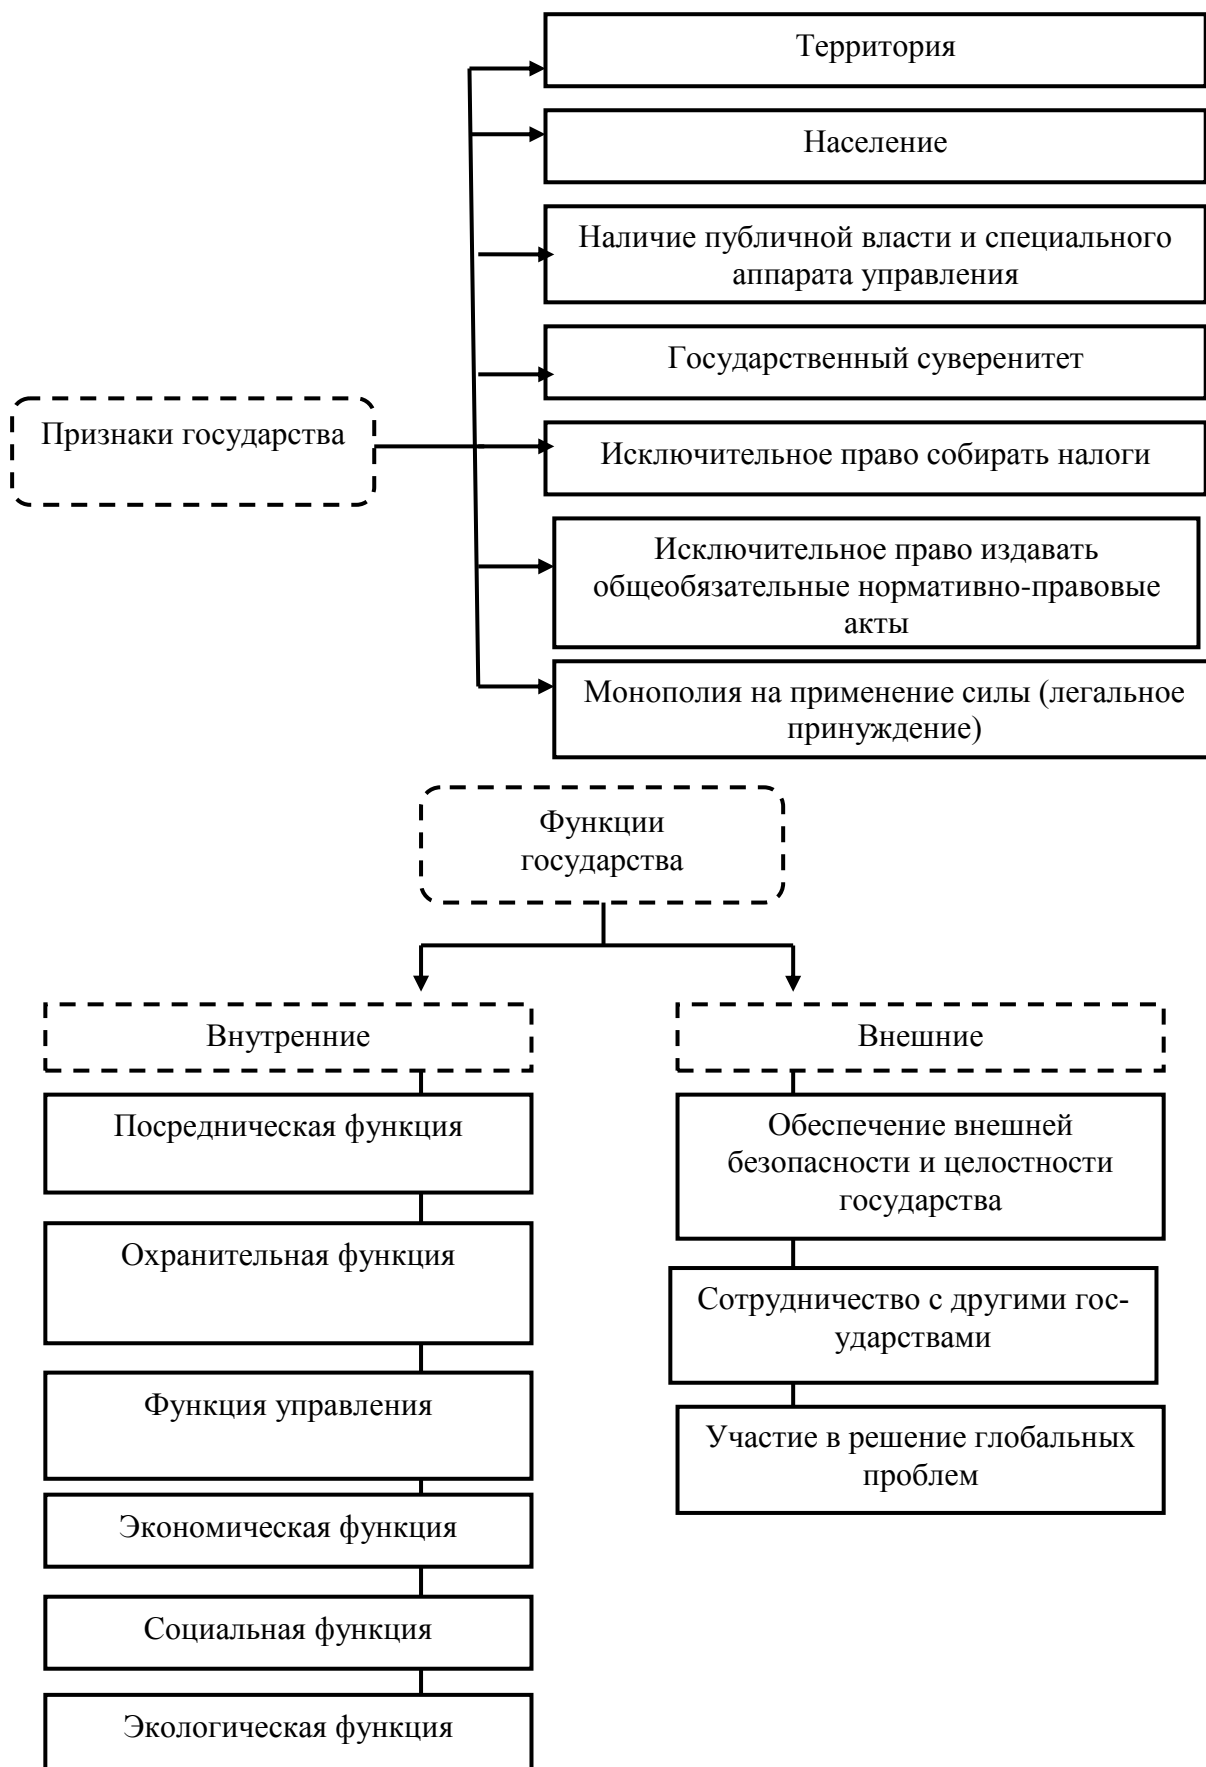 Территория
Население
Наличие публичной власти и специального
аппарата управления
Государственный суверенитет
Признаки государства
Исключительное право собирать налоги
Исключительное право издавать
общеобязательные нормативно-правовые
акты
Монополия на применение силы (легальное
принуждение)
Функции
государства
Внутренние
Посредническая функция
Охранительная функция
Функция управления
Экономическая функция
Социальная функция
Экологическая функция
Внешние
Обеспечение внешней
безопасности и целостности
государства
Сотрудничество с другими гос-
ударствами
Участие в решение глобальных
проблем